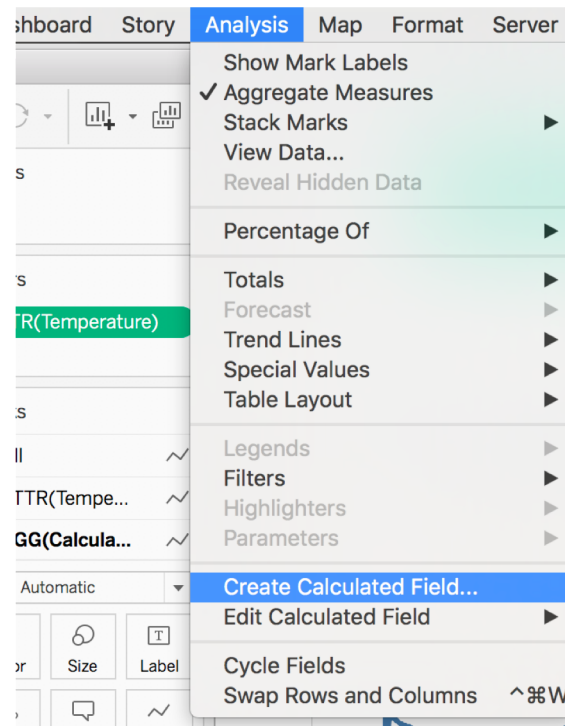 shboard Story Analysis Map Format Server
Show Mark Labels
✓ Aggregate Measures
Stack Marks
View Data...
Reveal Hidden Data
s
Percentage Of
Totals
rs
Forecast
TR(Temperature)
Trend Lines
Special Values
Table Layout
ks
Legends
ll
Filters
TTR(Tempe...
Highlighters
GG(Calcula...
Parameters
Automatic
Create Calculated Field...
Edit Calculated Field
or Size Label
Cycle Fields
Swap Rows and Columns ^⌘W